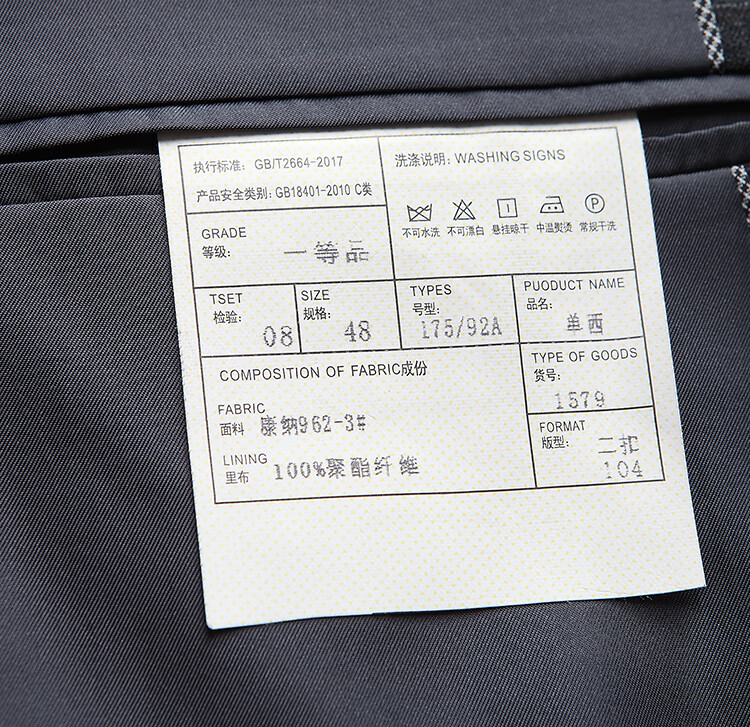 执行标准: GB/T2664-2017
产品安全类别: GB18401-2010 C类
洗涤说明: WASHING SIGNS
不可水洗 不可漂白 悬挂晾干 中温熨烫 常规干洗
GRADE
等级: 一等品
TSET
检验: 08
SIZE
规格: 48
TYPES
号型: 175/92A
PUODUCT NAME
品名: 单西
COMPOSITION OF FABRIC成份
FABRIC
面料 康纳962-3#
LINING
里布 100%聚酯纤维
TYPE OF GOODS
货号:
1579
FORMAT
版型: 二扣
104